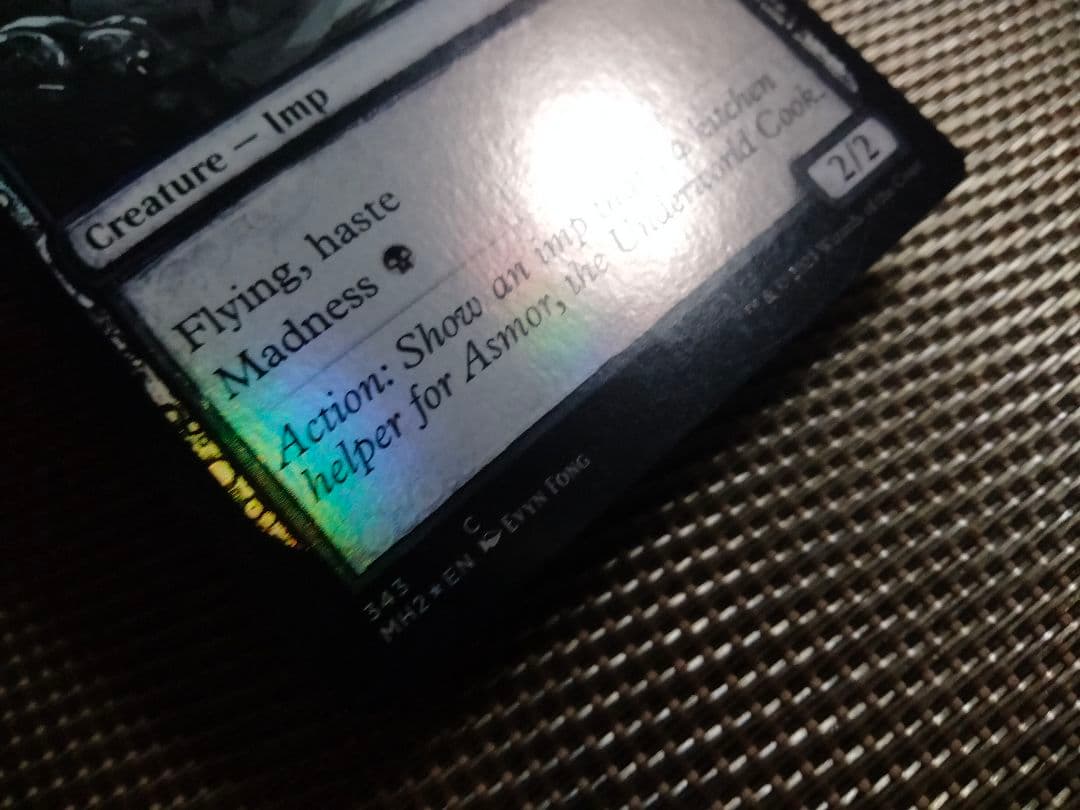 Creature — Imp
Flying, haste
Madness
Action: Show an imp kitchen
helper for Asmor, the Underworld Cook.
2/2
343 C
MH2 ★ EN EVYN FONG